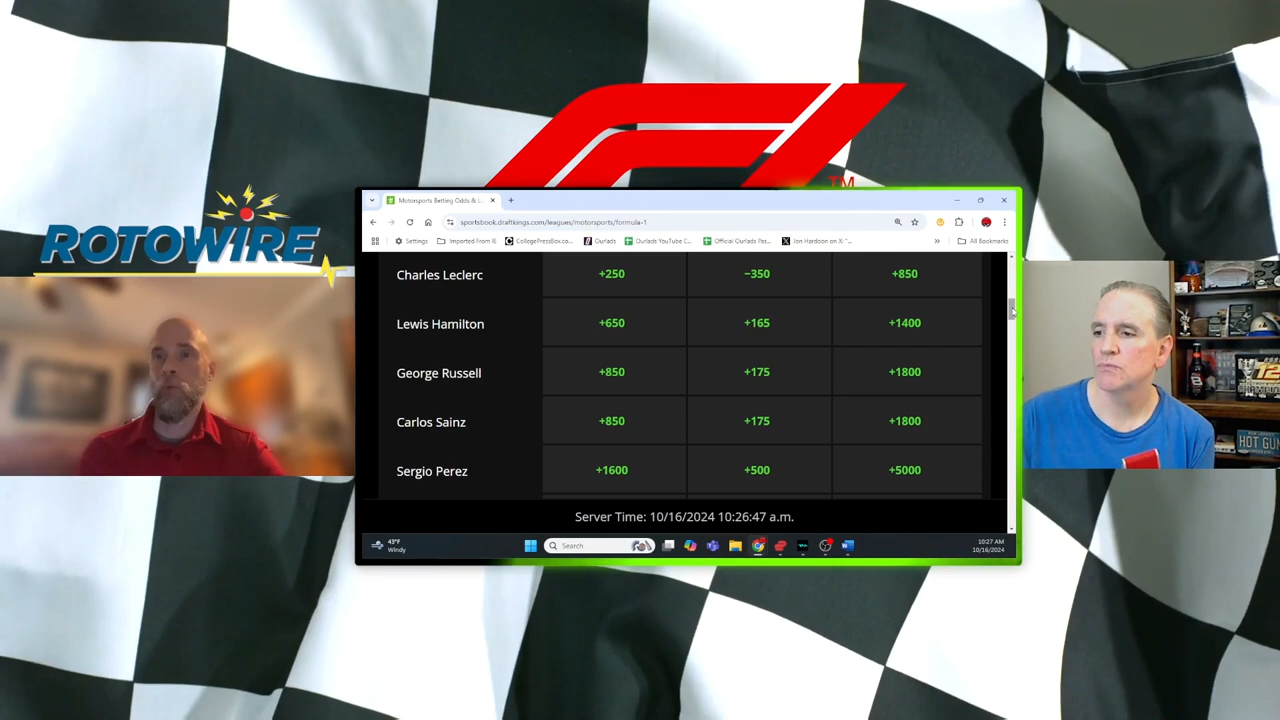 F1
TM
ROTOWIRE
Motorsports Betting Odds & L
sportsbook.draftkings.com/leagues/motorsports/formula-1
Settings
Imported From IE
CollegePressBox.co...
Ourlads
Ourlads YouTube C...
Official Ourlads Pas...
Jon Hardoon on X: "...
»
All Bookmarks
Charles Leclerc +250 −350 +850
Lewis Hamilton +650 +165 +1400
George Russell +850 +175 +1800
Carlos Sainz +850 +175 +1800
Sergio Perez +1600 +500 +5000
Server Time: 10/16/2024 10:26:47 a.m.
43°F
Windy
Search
10:27 AM
10/16/2024
12
HOT GUN